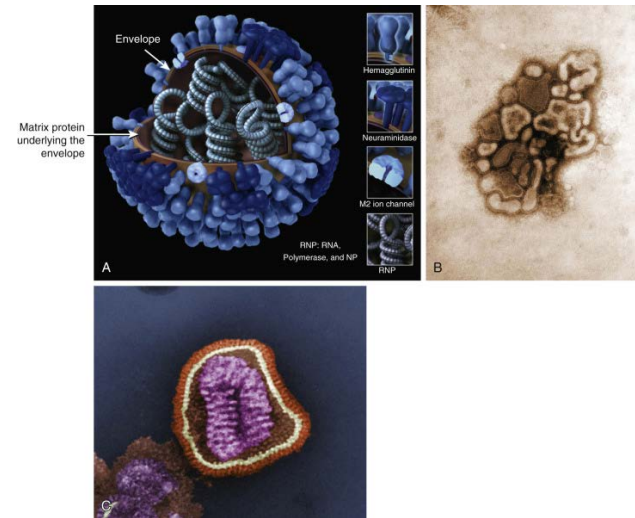 Envelope
Matrix protein
underlying the
envelope
Hemagglutinin
Neuraminidase
M2 ion channel
RNP: RNA,
Polymerase, and NP
RNP
A
B
C